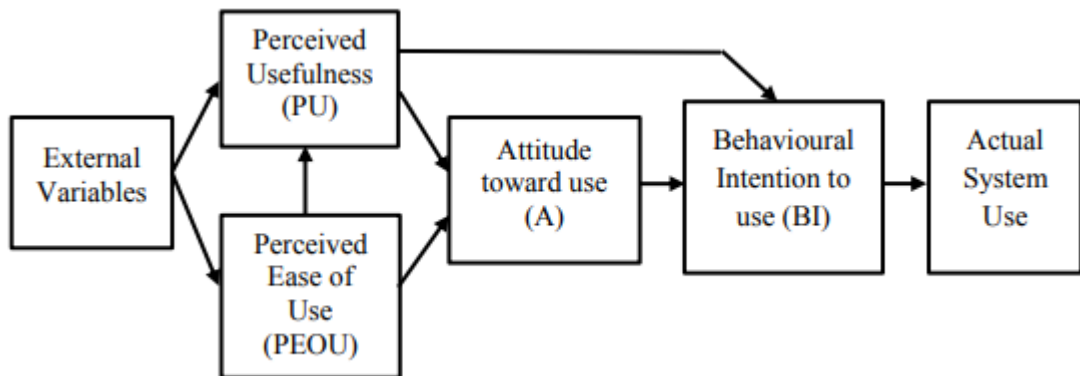 External
Variables
Perceived
Usefulness
(PU)
Perceived
Ease of
Use
(PEOU)
Attitude
toward use
(A)
Behavioural
Intention to
use (BI)
Actual
System
Use